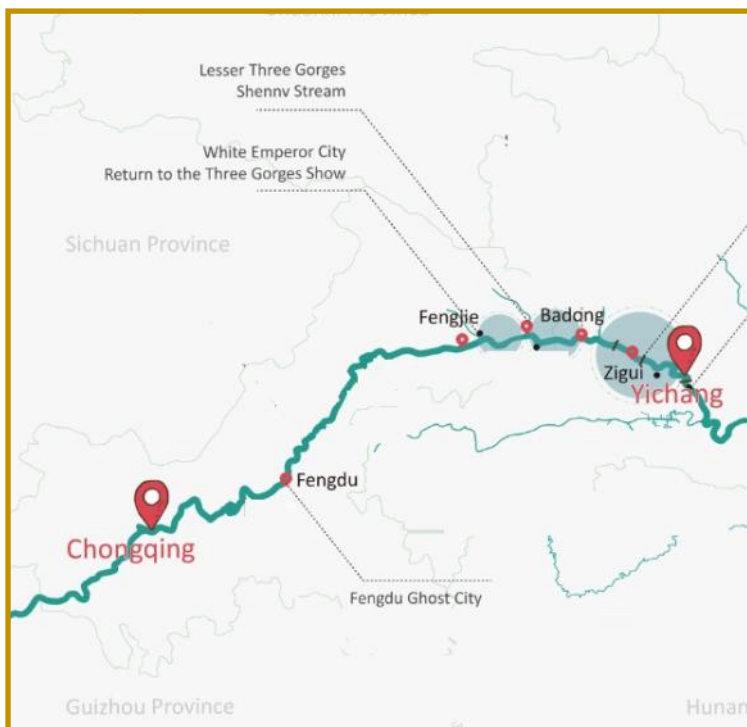 Lesser Three Gorges
Shennv Stream
White Emperor City
Return to the Three Gorges Show
Sichuan Province
Fengjie
Badong
Zigui
Yichang
Fengdu
Chongqing
Fengdu Ghost City
Guizhou Province
Hunan